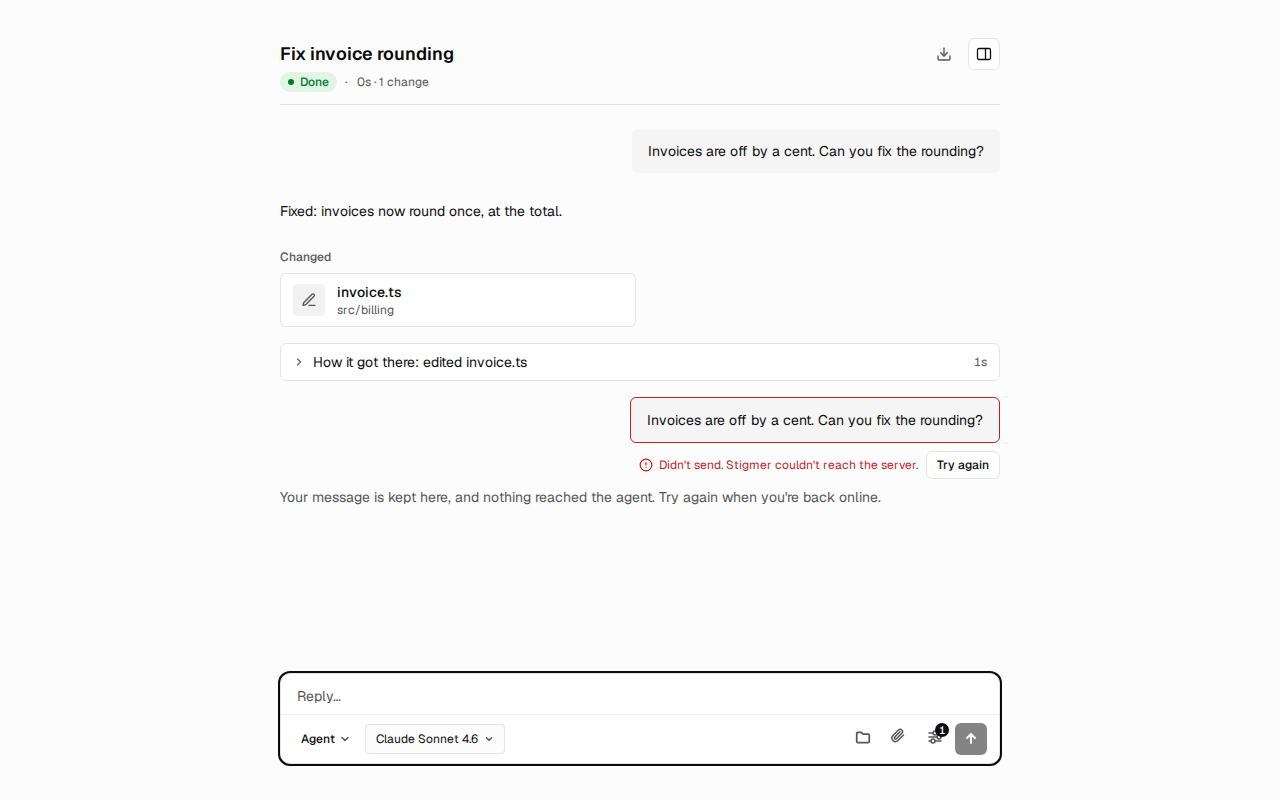 Fix invoice rounding
Done · 0s · 1 change
Invoices are off by a cent. Can you fix the rounding?
Fixed: invoices now round once, at the total.
Changed
invoice.ts
src/billing
How it got there: edited invoice.ts 1s
Invoices are off by a cent. Can you fix the rounding?
Didn't send. Stigmer couldn't reach the server. Try again
Your message is kept here, and nothing reached the agent. Try again when you're back online.
Reply...
Agent Claude Sonnet 4.6 1